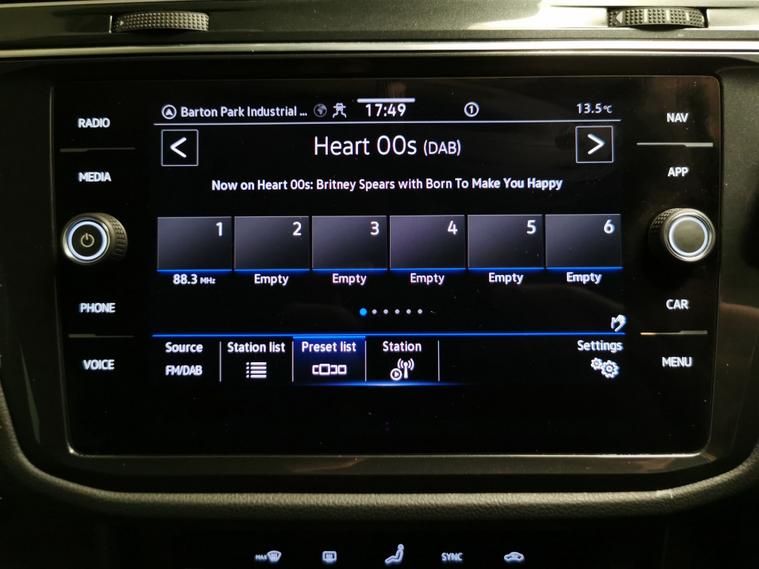 Barton Park Industrial ... 17:49 1 13.5°C
Heart 00s (DAB)
Now on Heart 00s: Britney Spears with Born To Make You Happy
1 2 3 4 5 6
88.3 MHz Empty Empty Empty Empty Empty
Source Station list Preset list Station Settings
FM/DAB
RADIO
MEDIA
PHONE
VOICE
NAV
APP
CAR
MENU
MAX SYNC